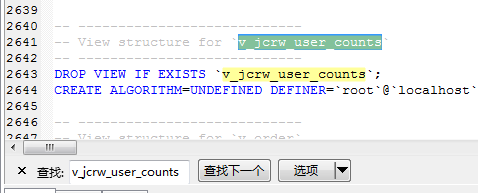 2639
2640 -- ----------------------------
2641 -- View structure for `v_jcrw_user_counts`
2642 -- ----------------------------
2643 DROP VIEW IF EXISTS `v_jcrw_user_counts`;
2644 CREATE ALGORITHM=UNDEFINED DEFINER=`root`@`localhost`
2645
2646 -- ----------------------------
2647 -- View structure for `v_order`
× 查找: v_jcrw_user_counts 查找下一个 选项